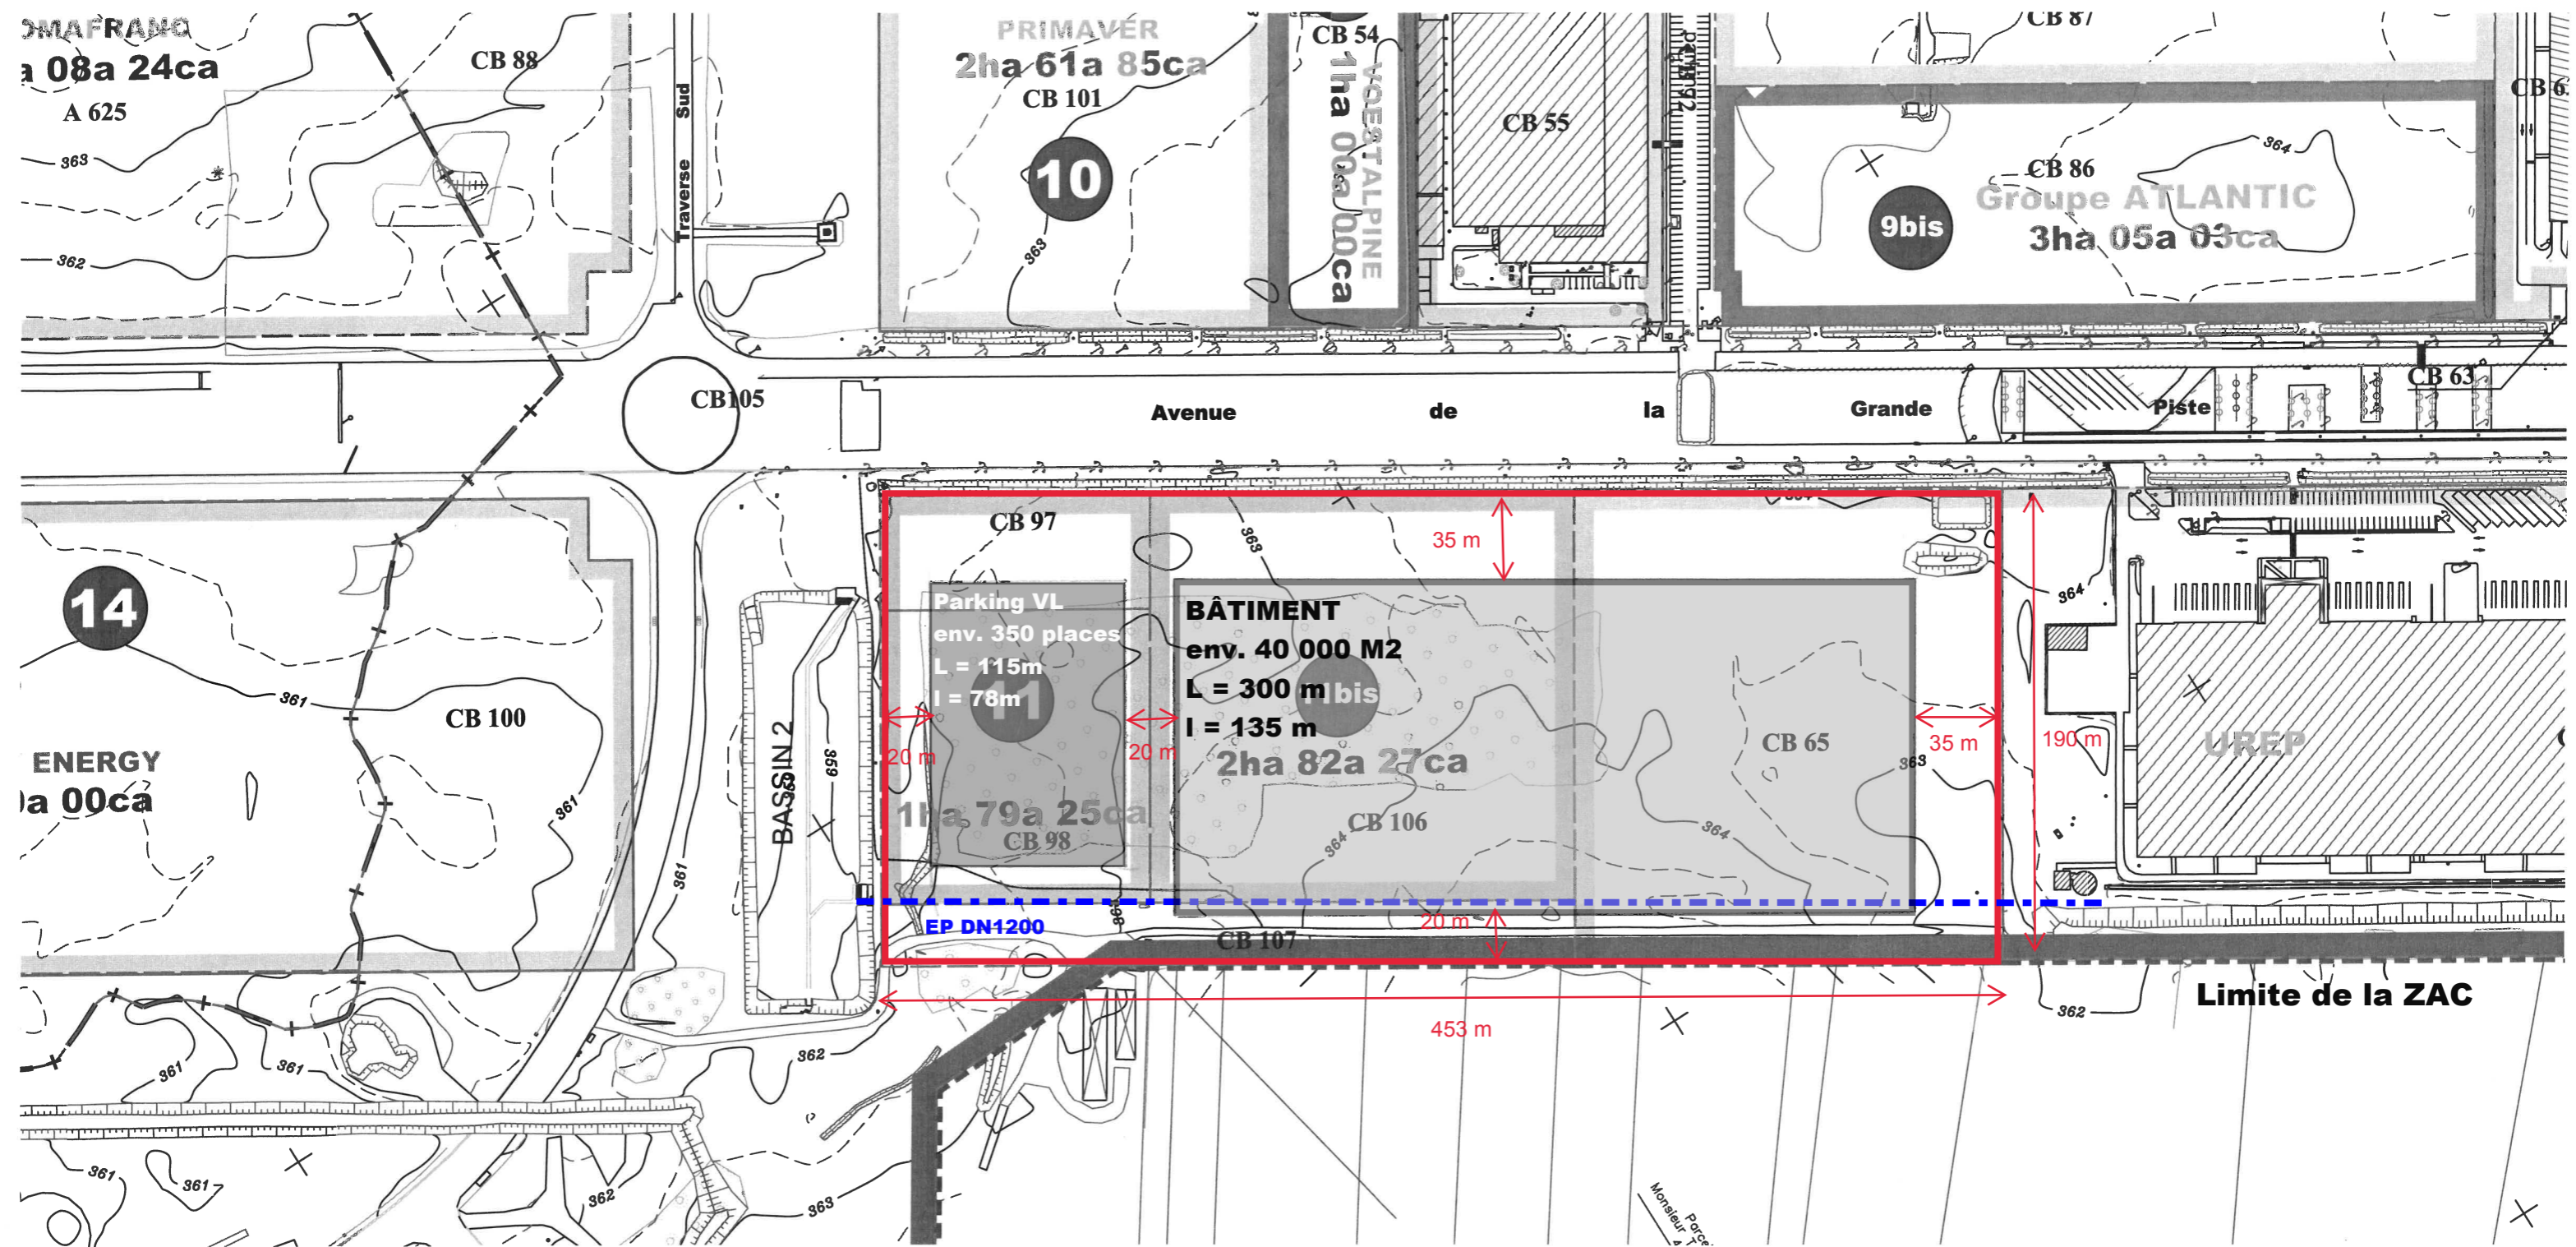 OMAFRANC
a 08a 24ca
A 625
CB 88
363
362
Traverse Sud
PRIMAVER
2ha 61a 85ca
CB 101
10
363
CB 54
1ha 00a 00ca
VOESTALPINE
CB 55
CB 87
CB 86
364
Groupe ATLANTIC
9bis
3ha 05a 03ca
CB 6
CB105
Avenue de la Grande Piste
CB 63
14
CB 100
361
ENERGY
0a 00ca
361
361
BASSIN 2
359
CB 97
363
35 m
Parking VL
env. 350 places
L = 115m
l = 78m
11
BÂTIMENT
env. 40 000 M2
L = 300 m
l = 135 m
11bis
2ha 82a 27ca
20 m
20 m
1ha 79a 25ca
CB 98
CB 106
364
364
CB 65
363
35 m
190 m
364
UREP
EP DN1200
20 m
CB 107
453 m
Limite de la ZAC
362
362
361
361
361
361
362
363
Monsieur T